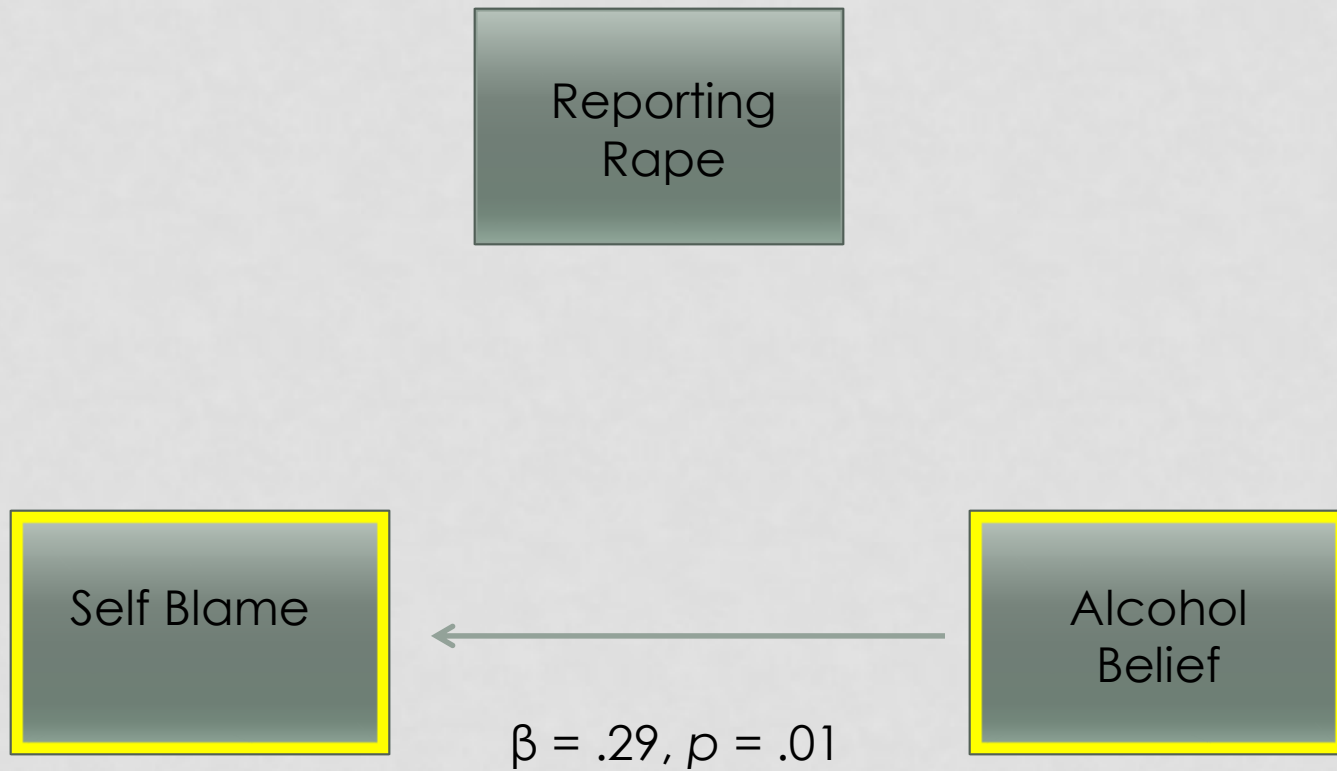 Reporting
Rape
Self Blame
Alcohol
Belief
β = .29, p = .01